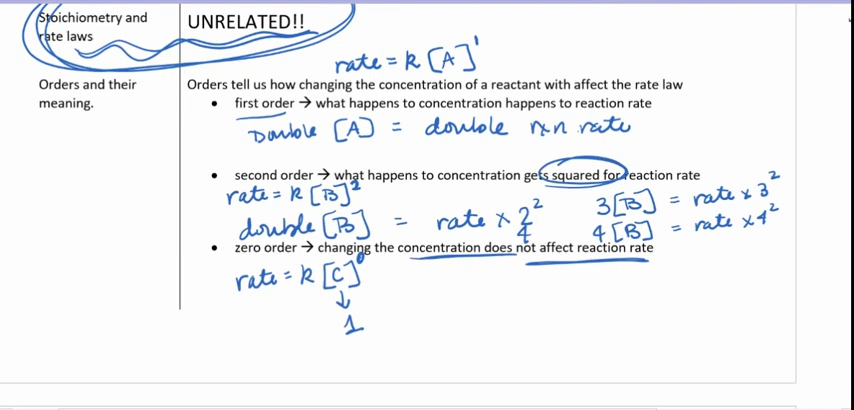 Stoichiometry and
rate laws
UNRELATED!!
rate = k [A]¹
Orders and their
meaning.
Orders tell us how changing the concentration of a reactant with affect the rate law
• first order → what happens to concentration happens to reaction rate
Double [A] = double rxn rate
• second order → what happens to concentration gets squared for reaction rate
rate = k [B]²
double [B] = rate × 2²
4
3 [B] = rate × 3²
4 [B] = rate × 4²
• zero order → changing the concentration does not affect reaction rate
rate = k [C]⁰
↓
1